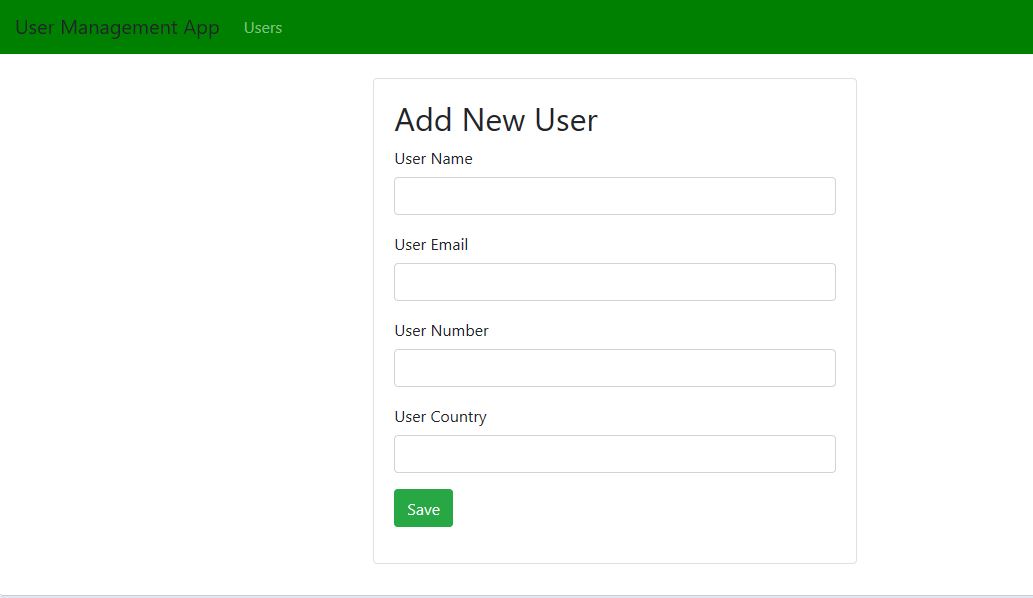 User Management App Users
Add New User
User Name
User Email
User Number
User Country
Save